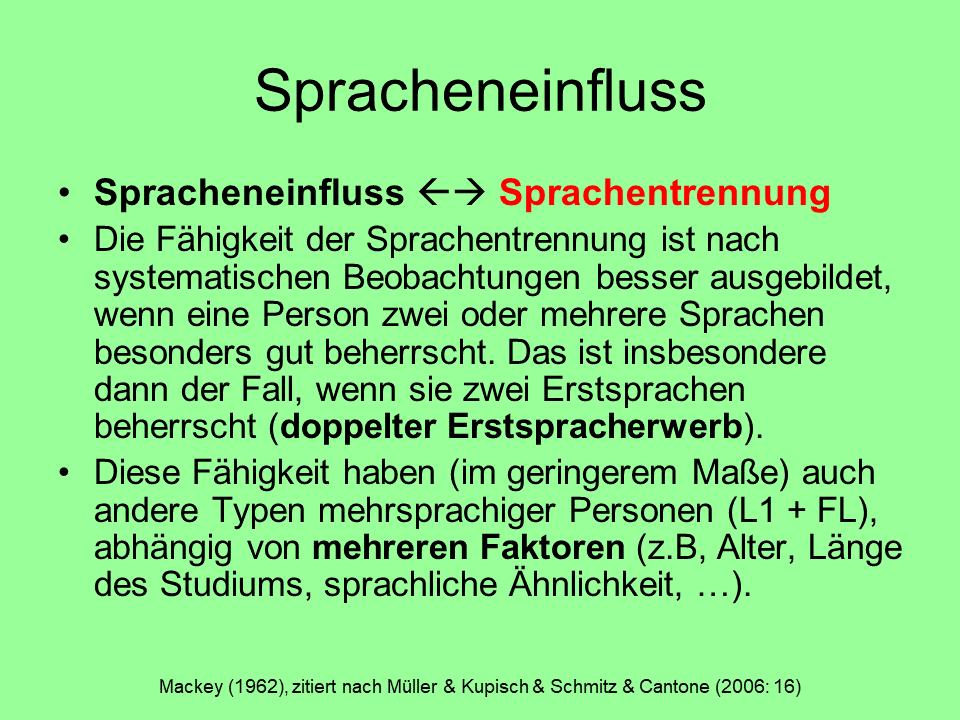 Spracheneinfluss
• Spracheneinfluss ←→ Sprachentrennung
• Die Fähigkeit der Sprachentrennung ist nach
systematischen Beobachtungen besser ausgebildet,
wenn eine Person zwei oder mehrere Sprachen
besonders gut beherrscht. Das ist insbesondere
dann der Fall, wenn sie zwei Erstsprachen
beherrscht (doppelter Erstspracherwerb).
• Diese Fähigkeit haben (im geringerem Maße) auch
andere Typen mehrsprachiger Personen (L1 + FL),
abhängig von mehreren Faktoren (z.B, Alter, Länge
des Studiums, sprachliche Ähnlichkeit, …).
Mackey (1962), zitiert nach Müller & Kupisch & Schmitz & Cantone (2006: 16)